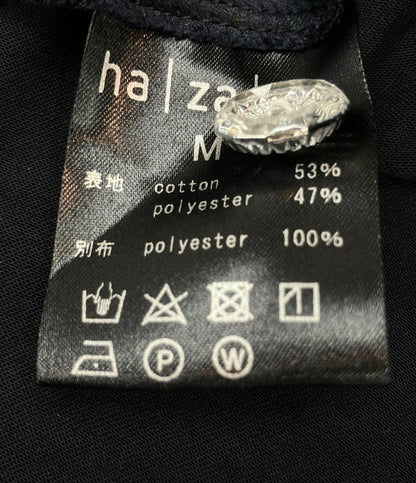 ha|za|
M
表地 cotton 53%
polyester 47%
別布 polyester 100%
P W